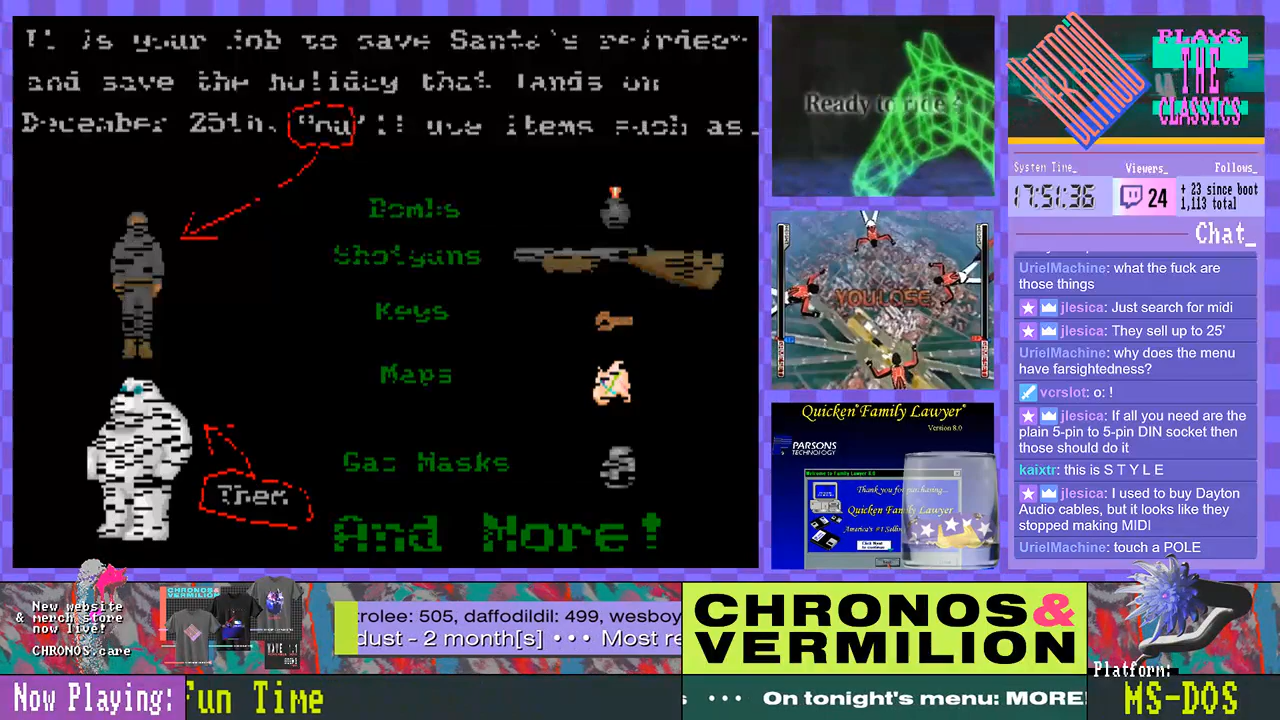 It is your job to save Santa's reindeer
and save the holiday that lands on
December 25th. You'll use items such as
Bombs
Shotguns
Keys
Maps
Gas Masks
And More!
Them
Ready to ride?
YOU LOSE
Quicken Family Lawyer
Version 8.0
PARSONS
TECHNOLOGY
Welcome to Family Lawyer 8.0
Thank you for purchasing...
Quicken Family Lawyer
PLAYS
THE
CLASSICS
System Time_
17:51:36
Viewers_
24
Follows_
+ 23 since boot
1,113 total
Chat_
UrielMachine: what the fuck are
those things
jlesica: Just search for midi
jlesica: They sell up to 25'
UrielMachine: why does the menu
have farsightedness?
vcrslot: o: !
jlesica: If all you need are the
plain 5-pin to 5-pin DIN socket then
those should do it
kaixtr: this is S T Y L E
jlesica: I used to buy Dayton
Audio cables, but it looks like they
stopped making MIDI
UrielMachine: touch a POLE
New website
& merch store
now live!
CHRONOS.care
CHRONOS&
VERMILION
trolee: 505, daffodildil: 499, wesboy
dust - 2 month[s] ••• Most re
CHRONOS&
VERMILION
Now Playing:
Fun Time
s ••• On tonight's menu: MORE
Platform:
MS-DOS